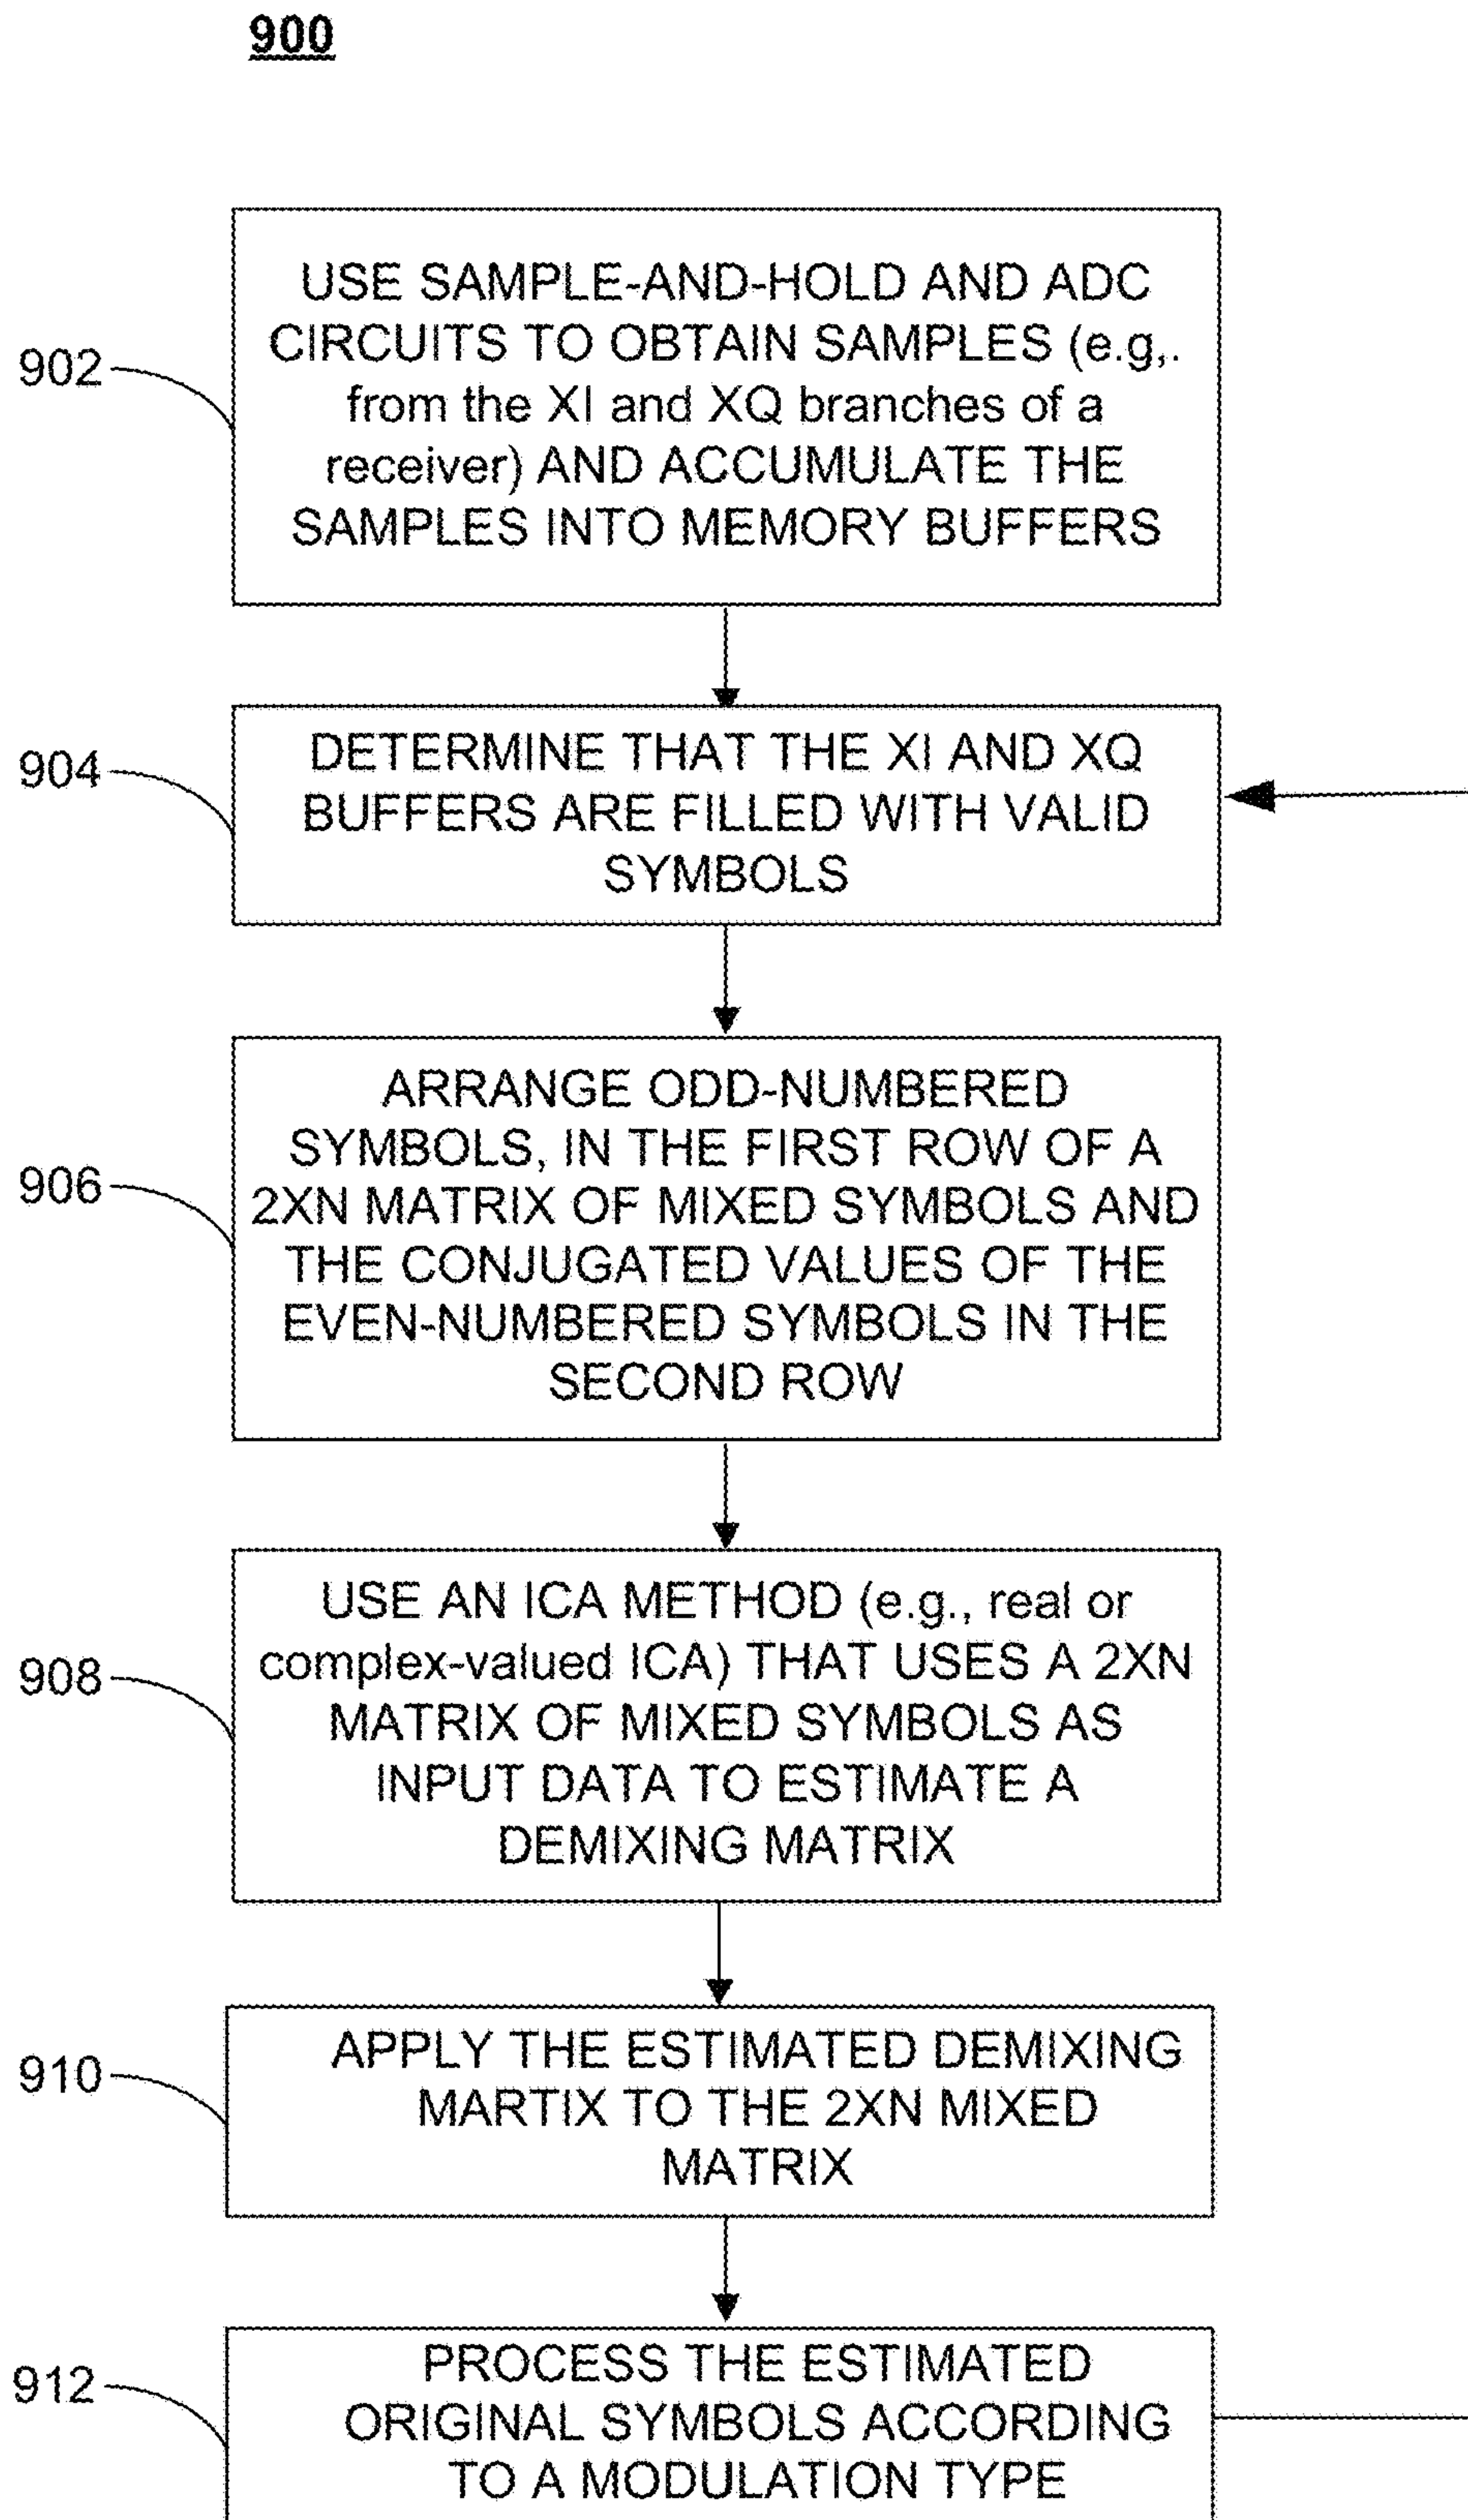 900
902
USE SAMPLE-AND-HOLD AND ADC
CIRCUITS TO OBTAIN SAMPLES (e.g,.
from the XI and XQ branches of a
receiver) AND ACCUMULATE THE
SAMPLES INTO MEMORY BUFFERS
904
DETERMINE THAT THE XI AND XQ
BUFFERS ARE FILLED WITH VALID
SYMBOLS
906
ARRANGE ODD-NUMBERED
SYMBOLS, IN THE FIRST ROW OF A
2XN MATRIX OF MIXED SYMBOLS AND
THE CONJUGATED VALUES OF THE
EVEN-NUMBERED SYMBOLS IN THE
SECOND ROW
908
USE AN ICA METHOD (e.g., real or
complex-valued ICA) THAT USES A 2XN
MATRIX OF MIXED SYMBOLS AS
INPUT DATA TO ESTIMATE A
DEMIXING MATRIX
910
APPLY THE ESTIMATED DEMIXING
MARTIX TO THE 2XN MIXED
MATRIX
912
PROCESS THE ESTIMATED
ORIGINAL SYMBOLS ACCORDING
TO A MODULATION TYPE